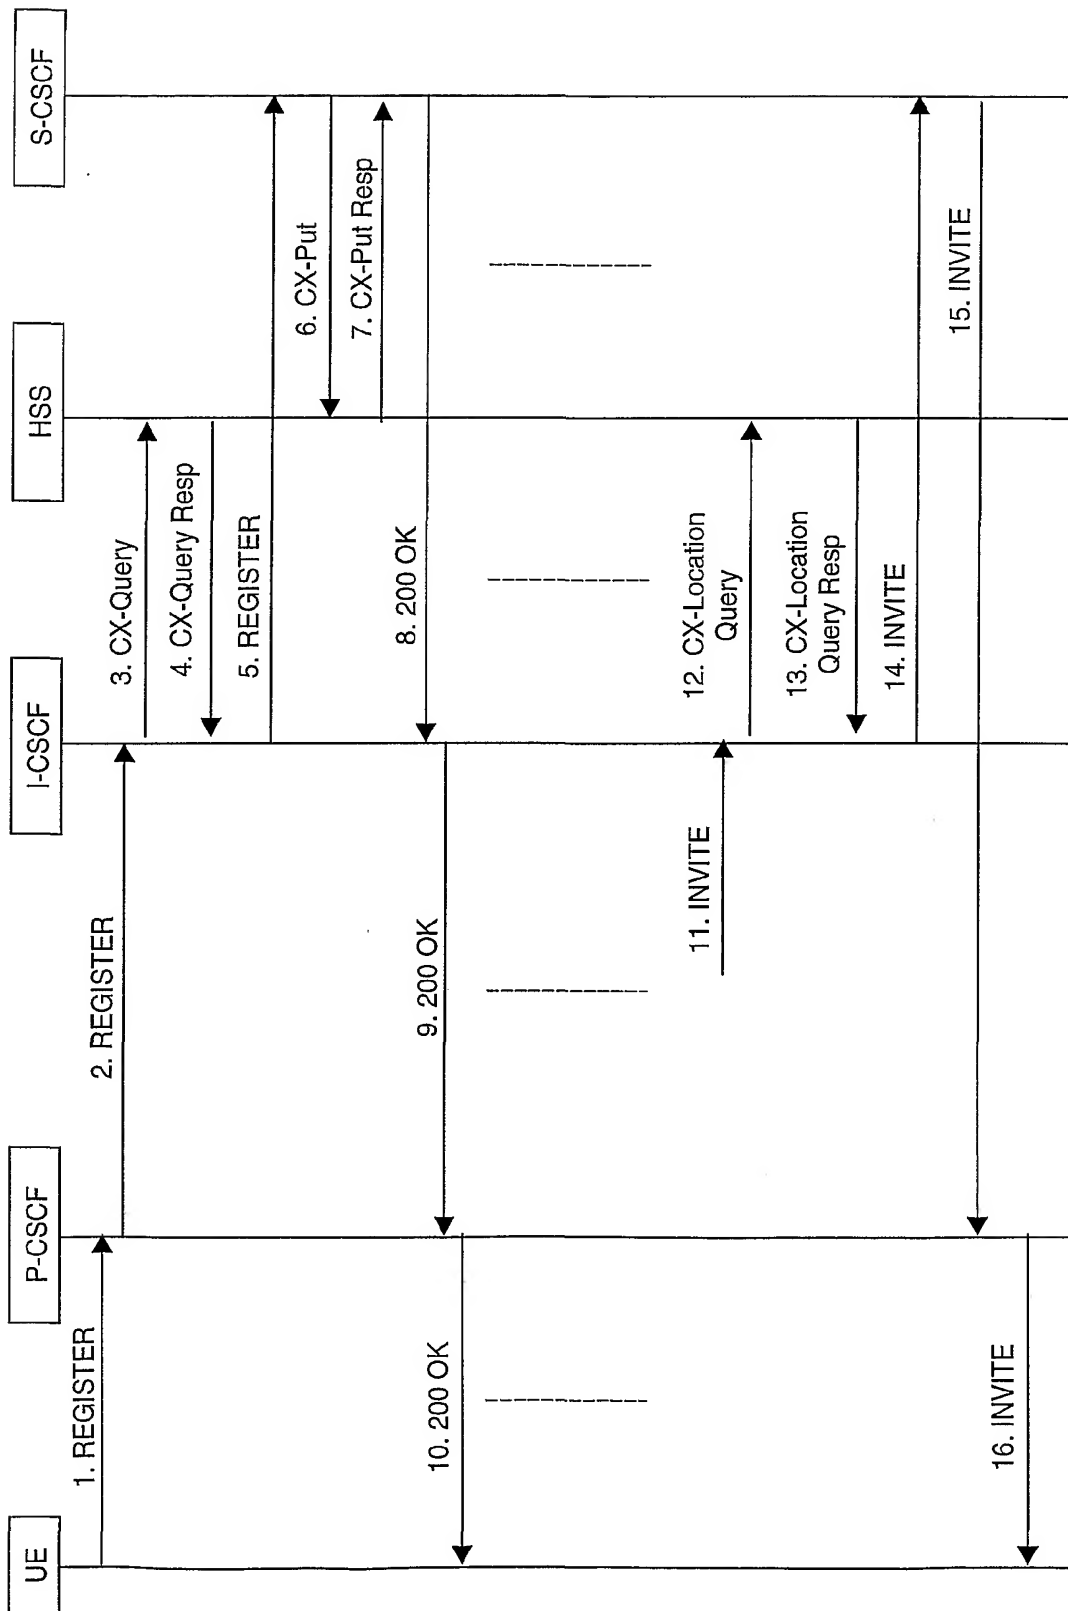 UE
P-CSCF
I-CSCF
HSS
S-CSCF
1. REGISTER
2. REGISTER
3. CX-Query
4. CX-Query Resp
5. REGISTER
6. CX-Put
7. CX-Put Resp
8. 200 OK
9. 200 OK
10. 200 OK
11. INVITE
12. CX-Location
Query
13. CX-Location
Query Resp
14. INVITE
15. INVITE
16. INVITE